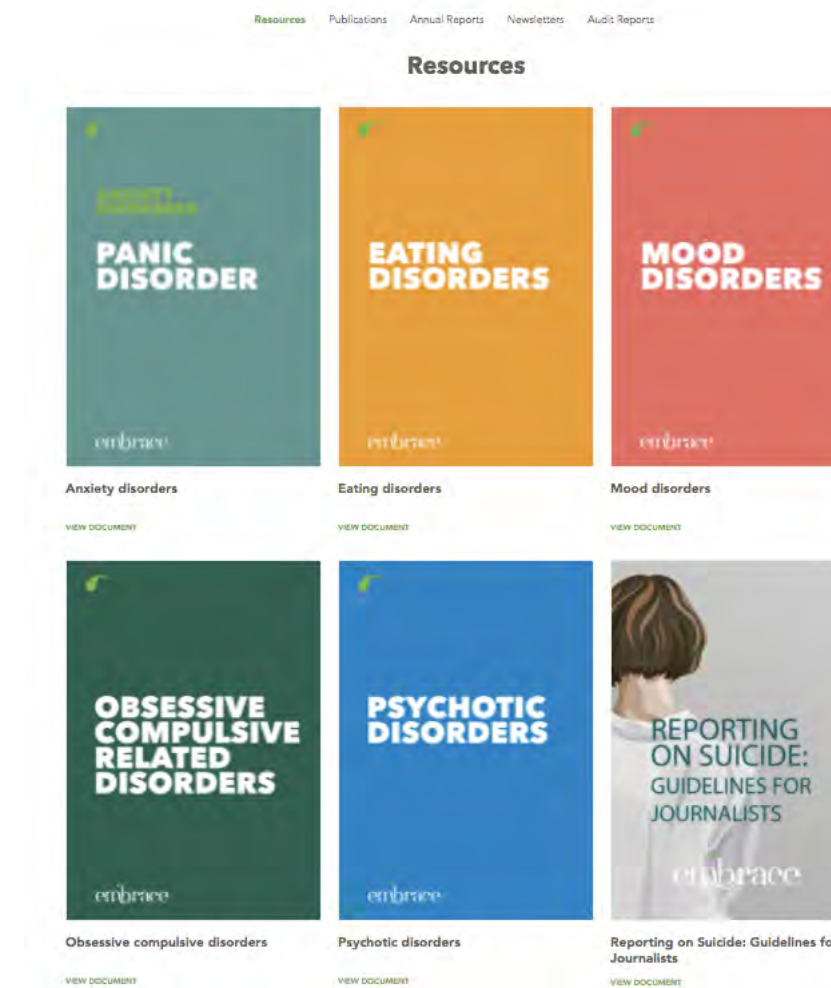 Resources Publications Annual Reports Newsletters Audit Reports
Resources
ANXIETY
DISORDERS
PANIC
DISORDER
embrace
Anxiety disorders
VIEW DOCUMENT
EATING
DISORDERS
embrace
Eating disorders
VIEW DOCUMENT
MOOD
DISORDERS
embrace
Mood disorders
VIEW DOCUMENT
OBSESSIVE
COMPULSIVE
RELATED
DISORDERS
embrace
Obsessive compulsive disorders
VIEW DOCUMENT
PSYCHOTIC
DISORDERS
embrace
Psychotic disorders
VIEW DOCUMENT
REPORTING
ON SUICIDE:
GUIDELINES FOR
JOURNALISTS
embrace
Reporting on Suicide: Guidelines fo
Journalists
VIEW DOCUMENT